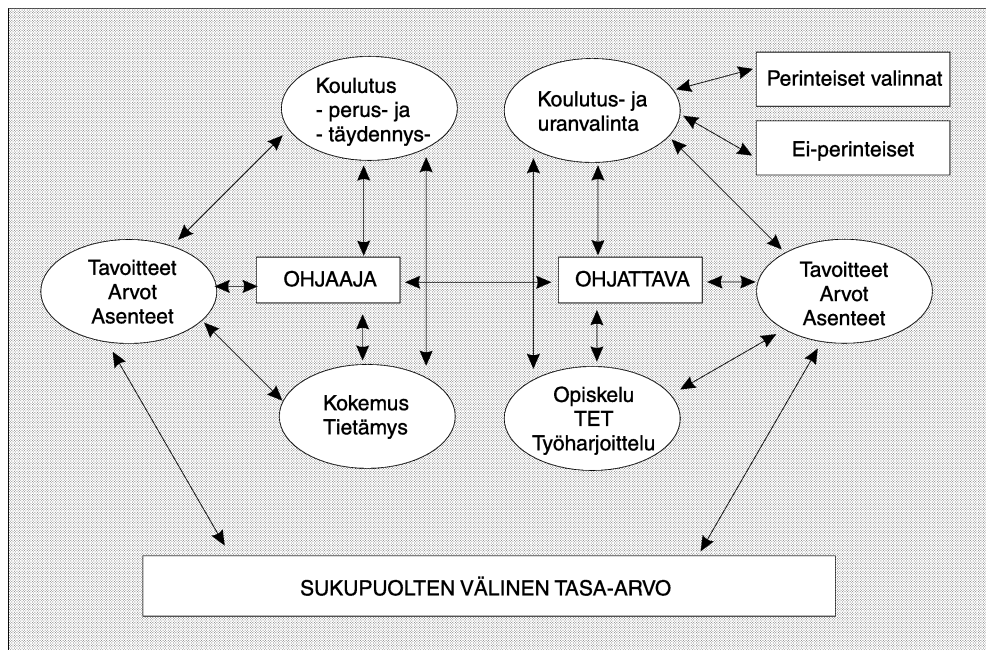 Koulutus
- perus- ja
- täydennys-
Koulutus- ja
uranvalinta
Perinteiset valinnat
Ei-perinteiset
Tavoitteet
Arvot
Asenteet
OHJAAJA
OHJATTAVA
Tavoitteet
Arvot
Asenteet
Kokemus
Tietämys
Opiskelu
TET
Työharjoittelu
SUKUPUOLTEN VÄLINEN TASA-ARVO